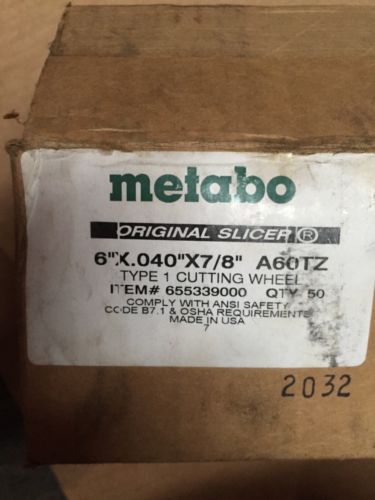 metabo
ORIGINAL SLICER®
6"X.040"X7/8" A60TZ
TYPE 1 CUTTING WHEEL
ITEM# 655339000 QTY 50
COMPLY WITH ANSI SAFETY
CODE B7.1 & OSHA REQUIREMENTS
MADE IN USA
7
2032